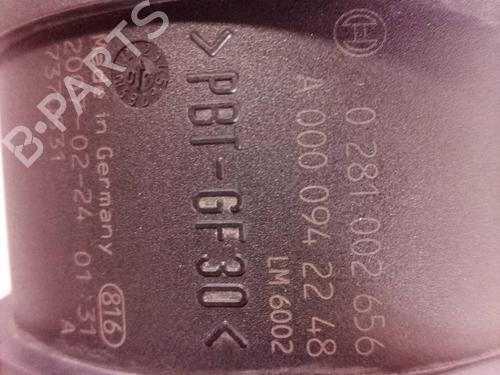 0 281 002 656
A 000 094 22 48
LM 6002
>PBT-GF30<
Made in Germany
816
02-24 01:31
A
B-PARTS